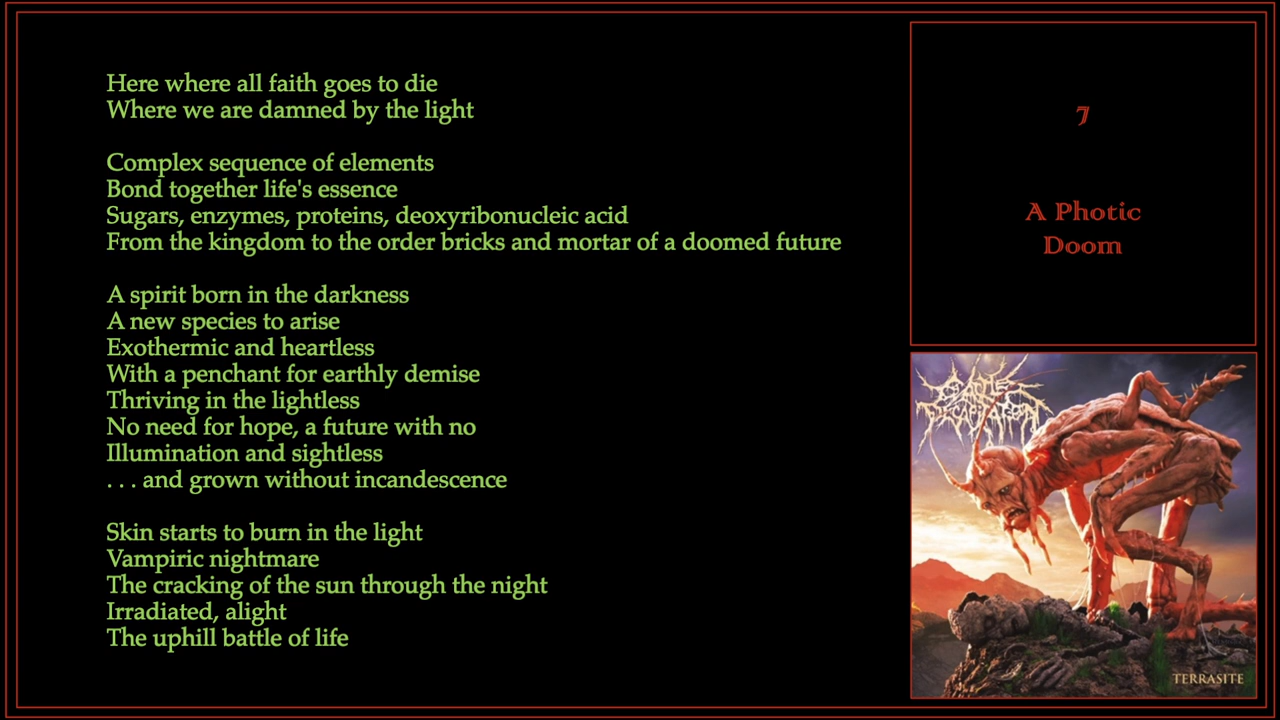 Here where all faith goes to die
Where we are damned by the light
Complex sequence of elements
Bond together life's essence
Sugars, enzymes, proteins, deoxyribonucleic acid
From the kingdom to the order bricks and mortar of a doomed future
A spirit born in the darkness
A new species to arise
Exothermic and heartless
With a penchant for earthly demise
Thriving in the lightless
No need for hope, a future with no
Illumination and sightless
. . . and grown without incandescence
Skin starts to burn in the light
Vampiric nightmare
The cracking of the sun through the night
Irradiated, alight
The uphill battle of life
7
A Photic
Doom
Cattle
Decapitation
TERRASITE